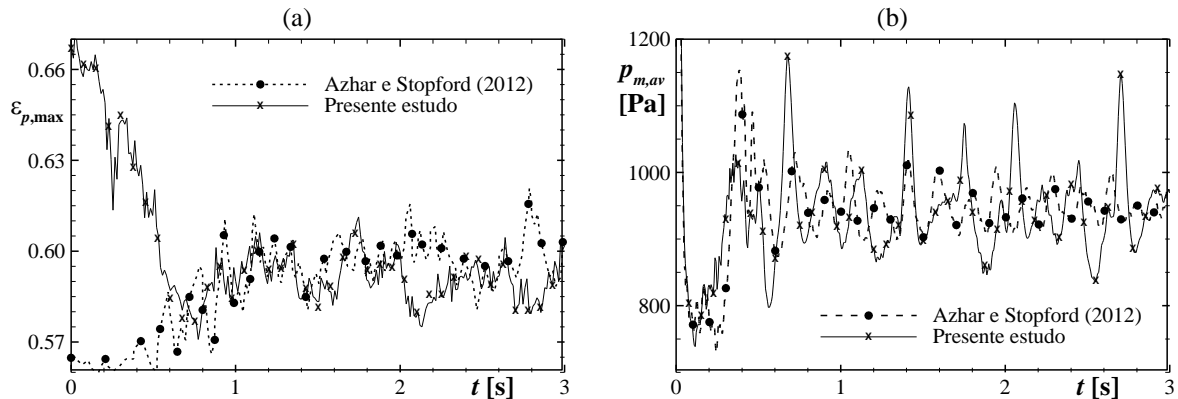 (a)
0.66
0.63
0.60
0.57
ε_p,max
Azhar e Stopford (2012)
Presente estudo
0 1 2 3
t [s]
(b)
1200
1000
800
p_m,av
[Pa]
Azhar e Stopford (2012)
Presente estudo
0 1 2 3
t [s]